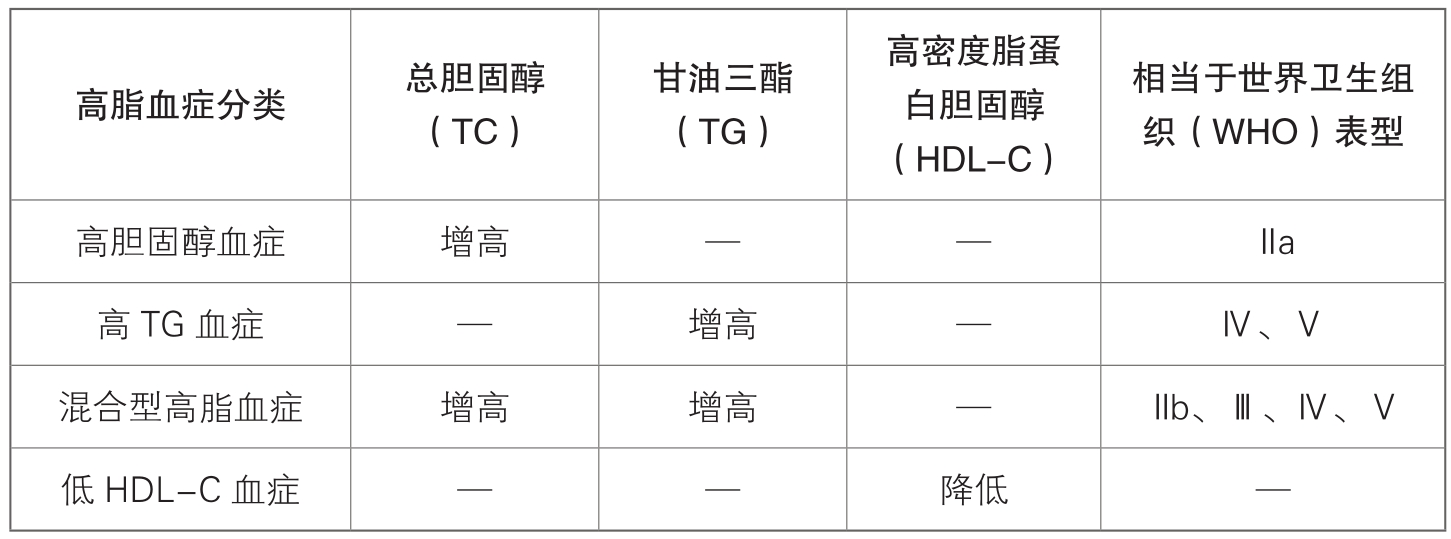 高脂血症分类
总胆固醇
（TC）
甘油三酯
（TG）
高密度脂蛋
白胆固醇
（HDL–C）
相当于世界卫生组
织（WHO）表型
高胆固醇血症 增高 — — Ⅱa
高 TG 血症 — 增高 — Ⅳ、Ⅴ
混合型高脂血症 增高 增高 — Ⅱb、Ⅲ、Ⅳ、Ⅴ
低 HDL–C 血症 — — 降低 —